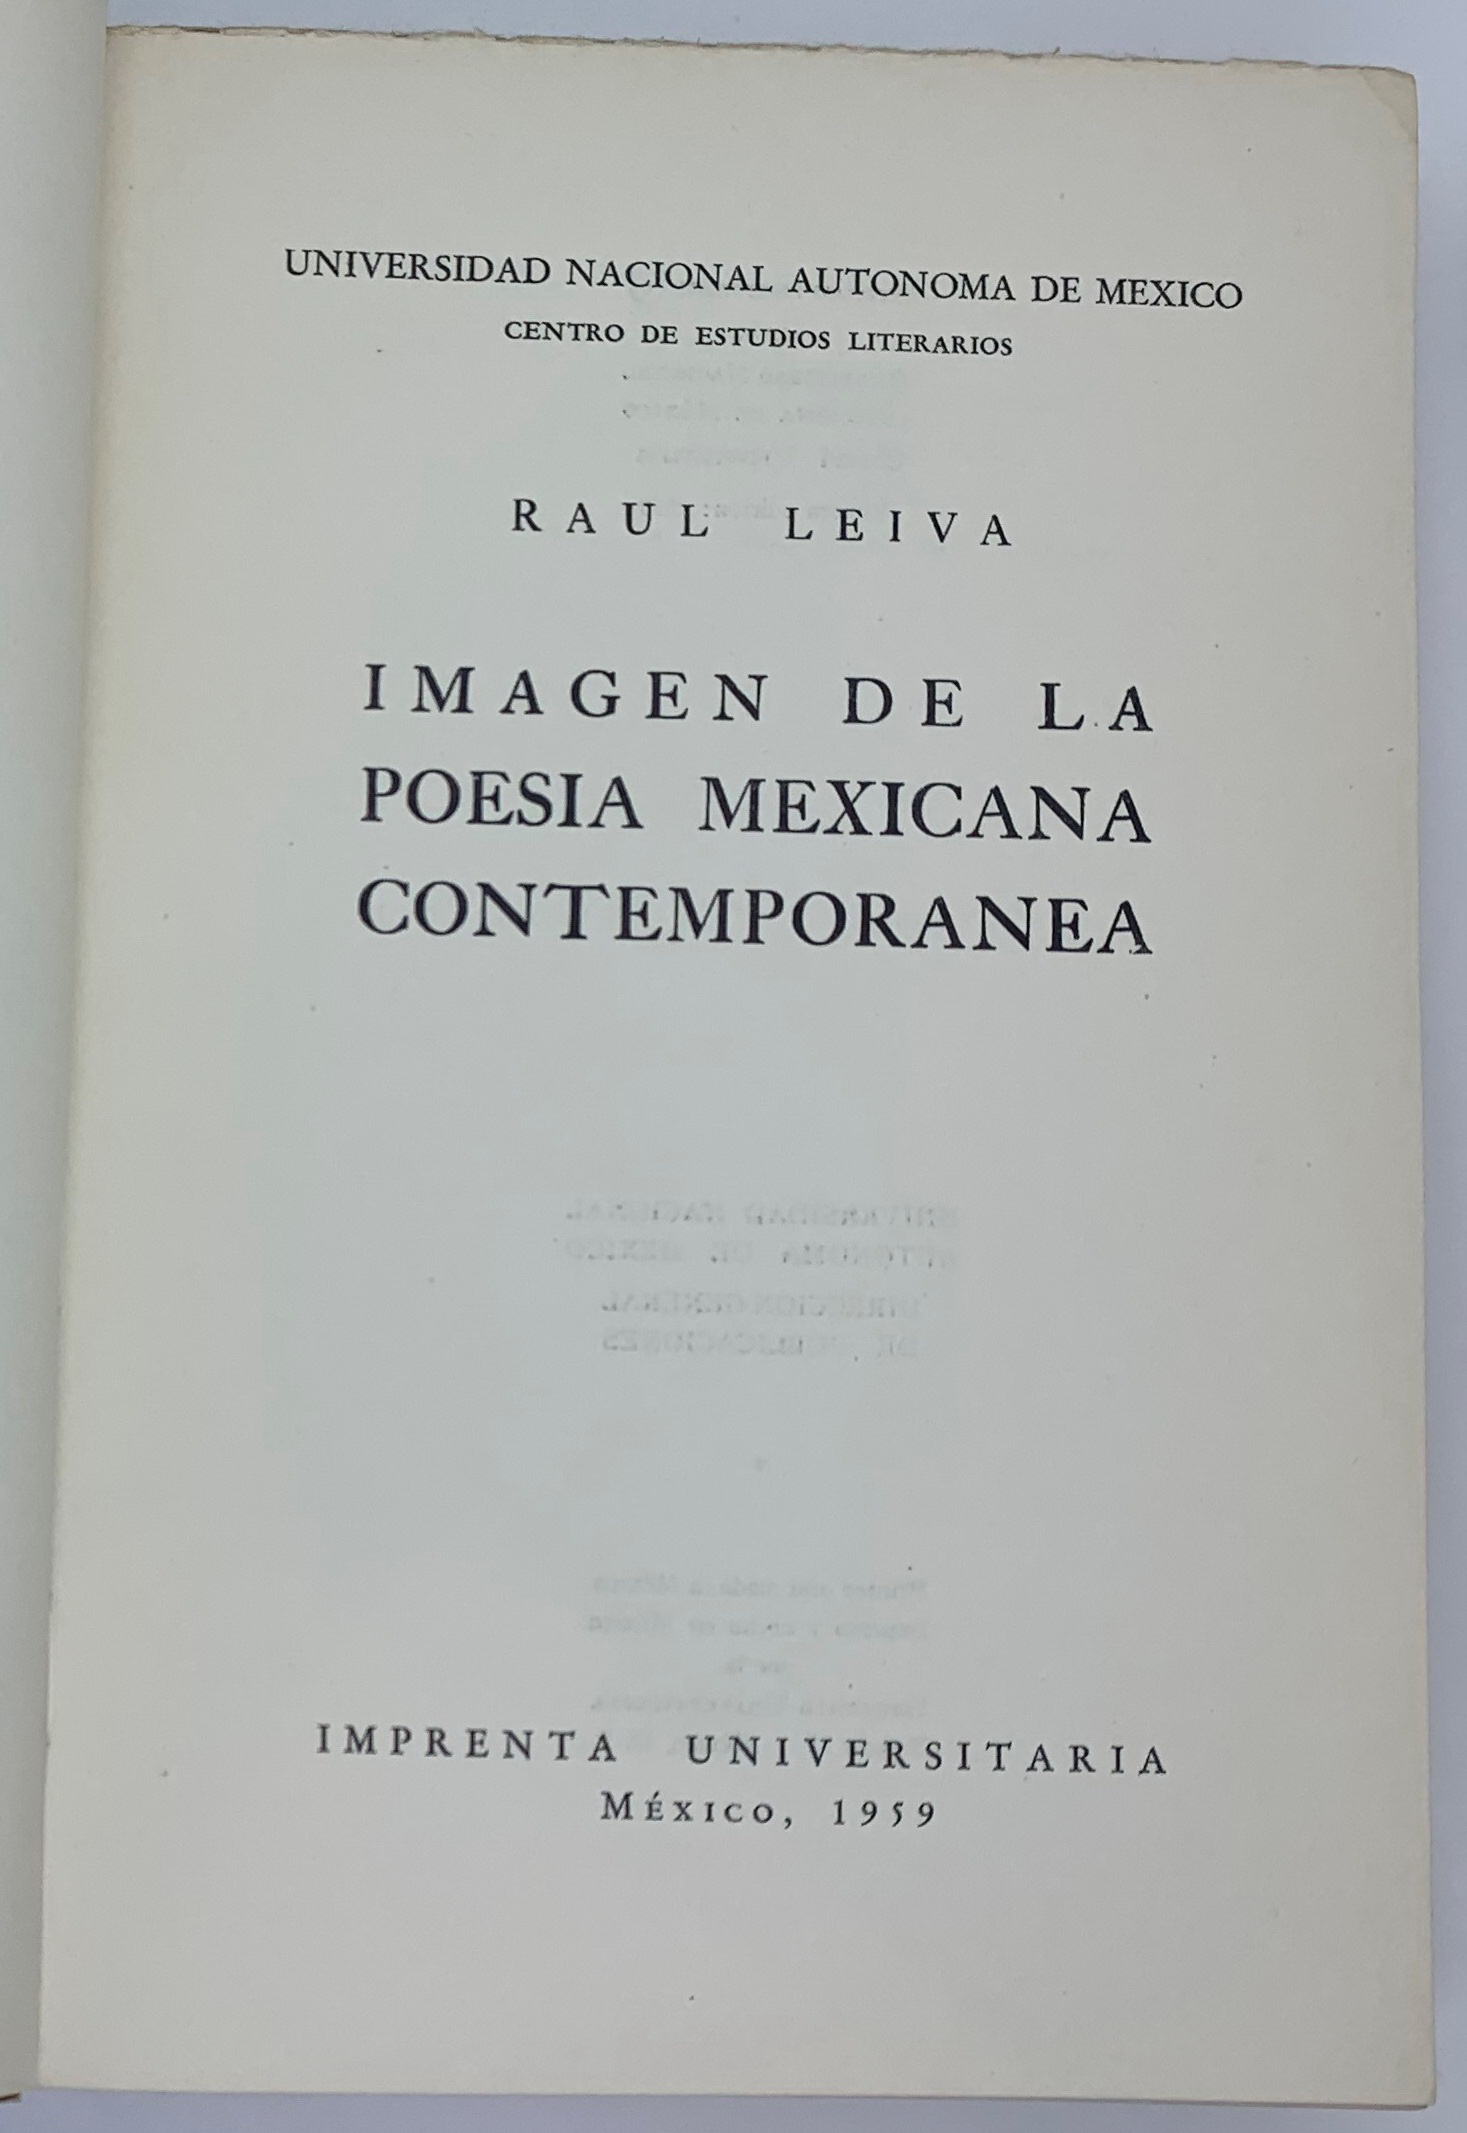 UNIVERSIDAD NACIONAL AUTONOMA DE MEXICO
CENTRO DE ESTUDIOS LITERARIOS
RAUL LEIVA
IMAGEN DE LA
POESIA MEXICANA
CONTEMPORANEA
IMPRENTA UNIVERSITARIA
MÉXICO, 1959